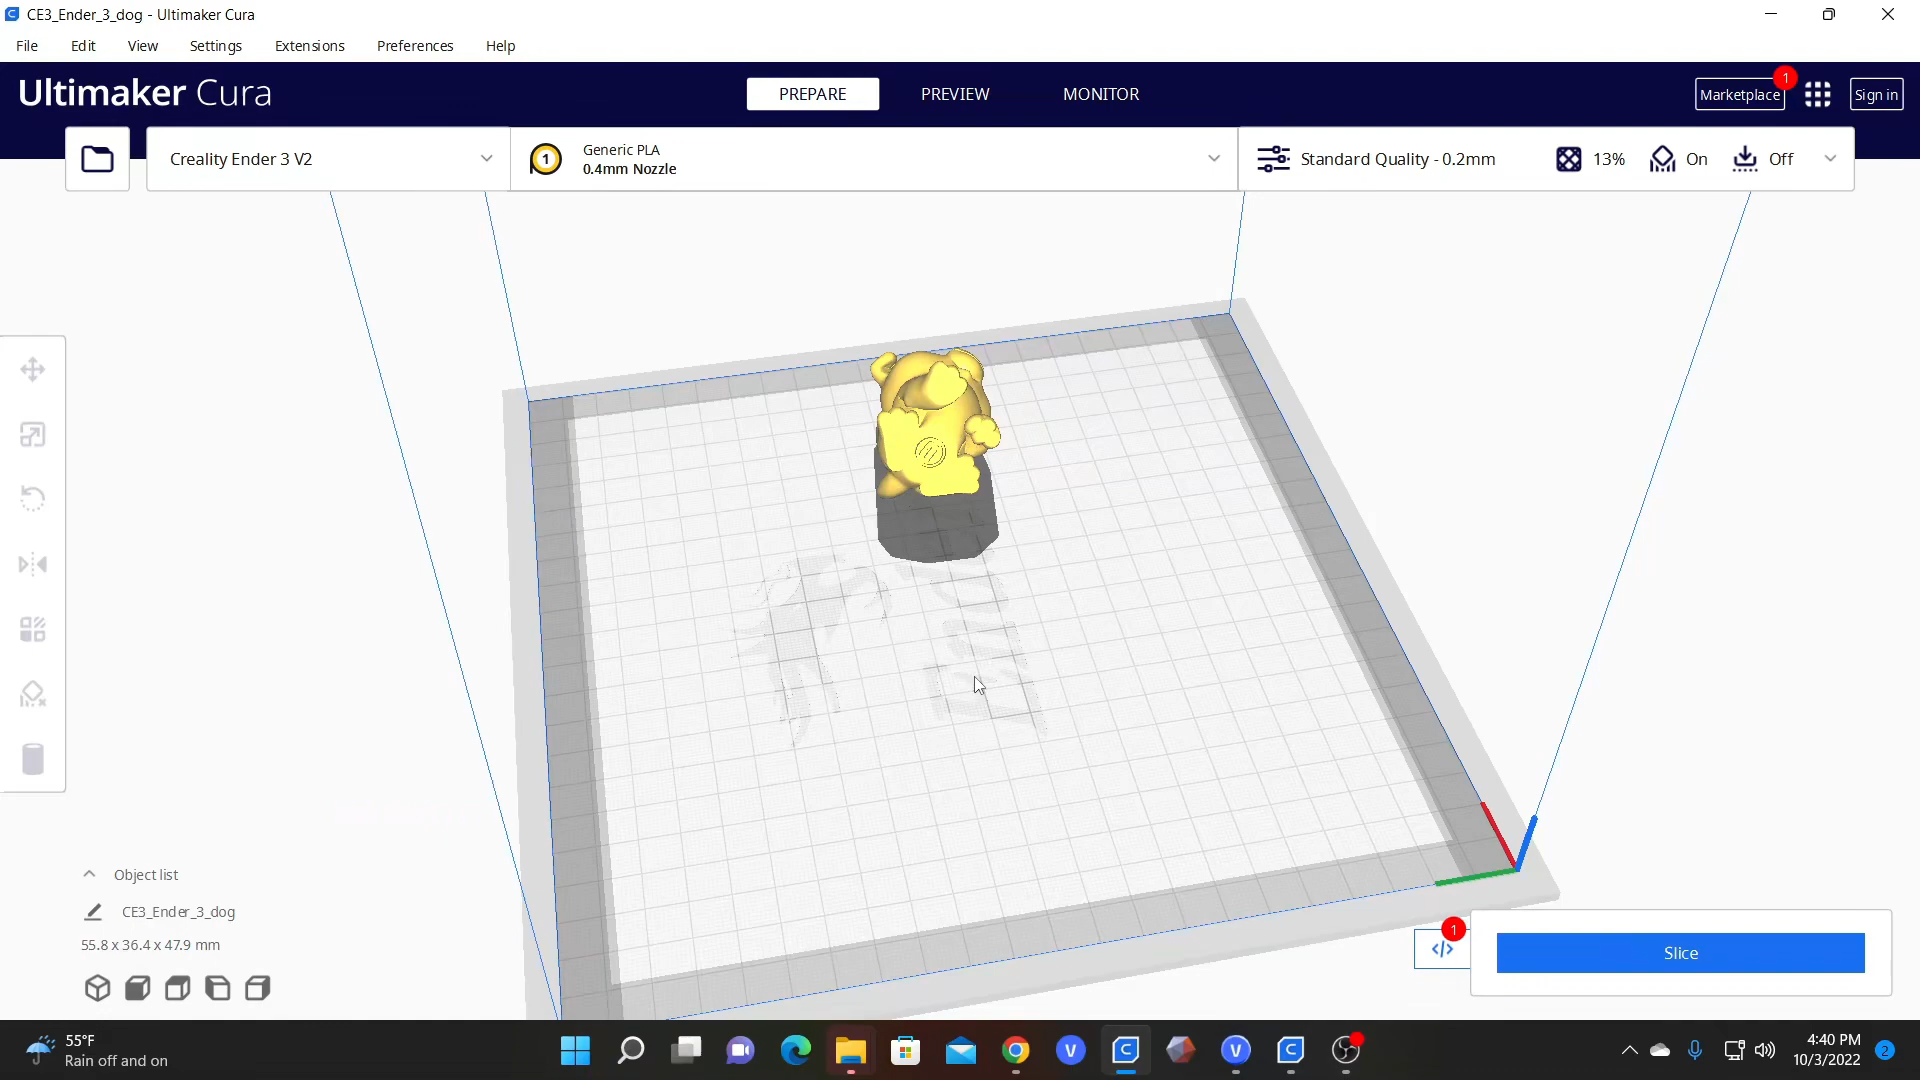 CE3_Ender_3_dog - Ultimaker Cura
File Edit View Settings Extensions Preferences Help
Ultimaker Cura
PREPARE PREVIEW MONITOR
Marketplace 1 Sign in
Creality Ender 3 V2
1 Generic PLA
0.4mm Nozzle
Standard Quality - 0.2mm 13% On Off
Object list
CE3_Ender_3_dog
55.8 x 36.4 x 47.9 mm
</> 1
Slice
55°F
Rain off and on
4:40 PM
10/3/2022
2